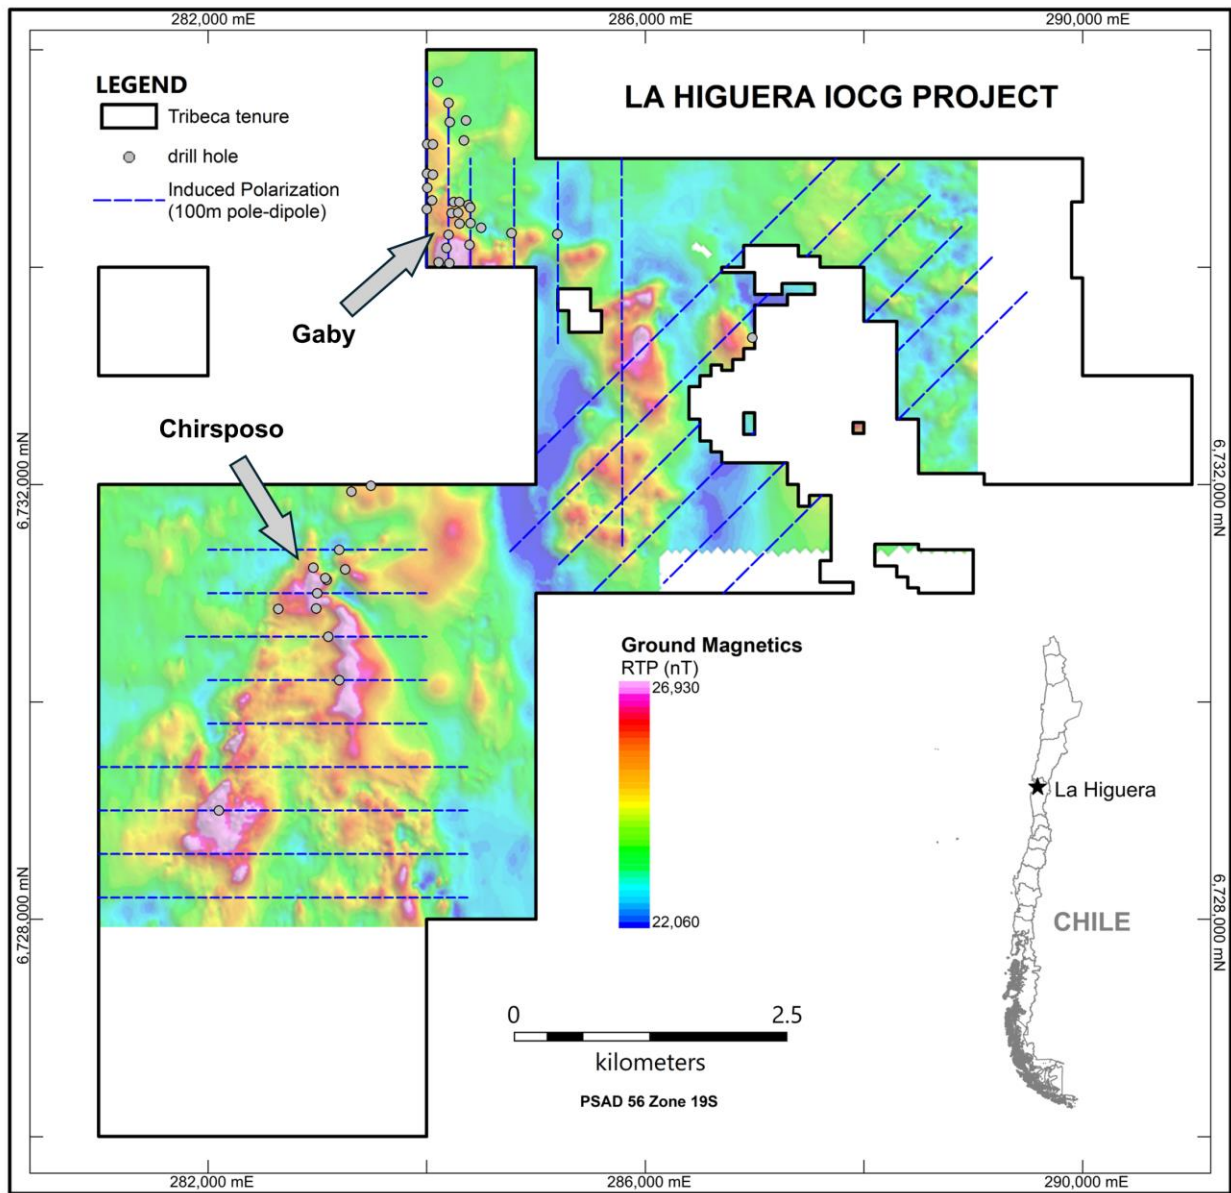 282,000 mE
286,000 mE
290,000 mE
LEGEND
Tribeca tenure
drill hole
Induced Polarization
(100m pole-dipole)
LA HIGUERA IOCG PROJECT
Gaby
Chirsposo
6,732,000 mN
6,732,000 mN
Ground Magnetics
RTP (nT)
26,930
22,060
La Higuera
CHILE
6,728,000 mN
6,728,000 mN
0
2.5
kilometers
PSAD 56 Zone 19S
282,000 mE
286,000 mE
290,000 mE